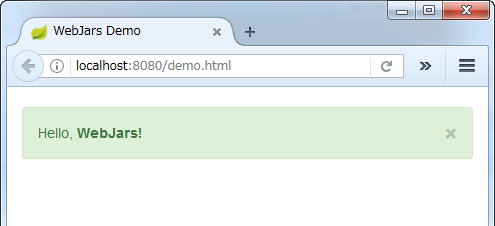 WebJars Demo
localhost:8080/demo.html
Hello, WebJars!